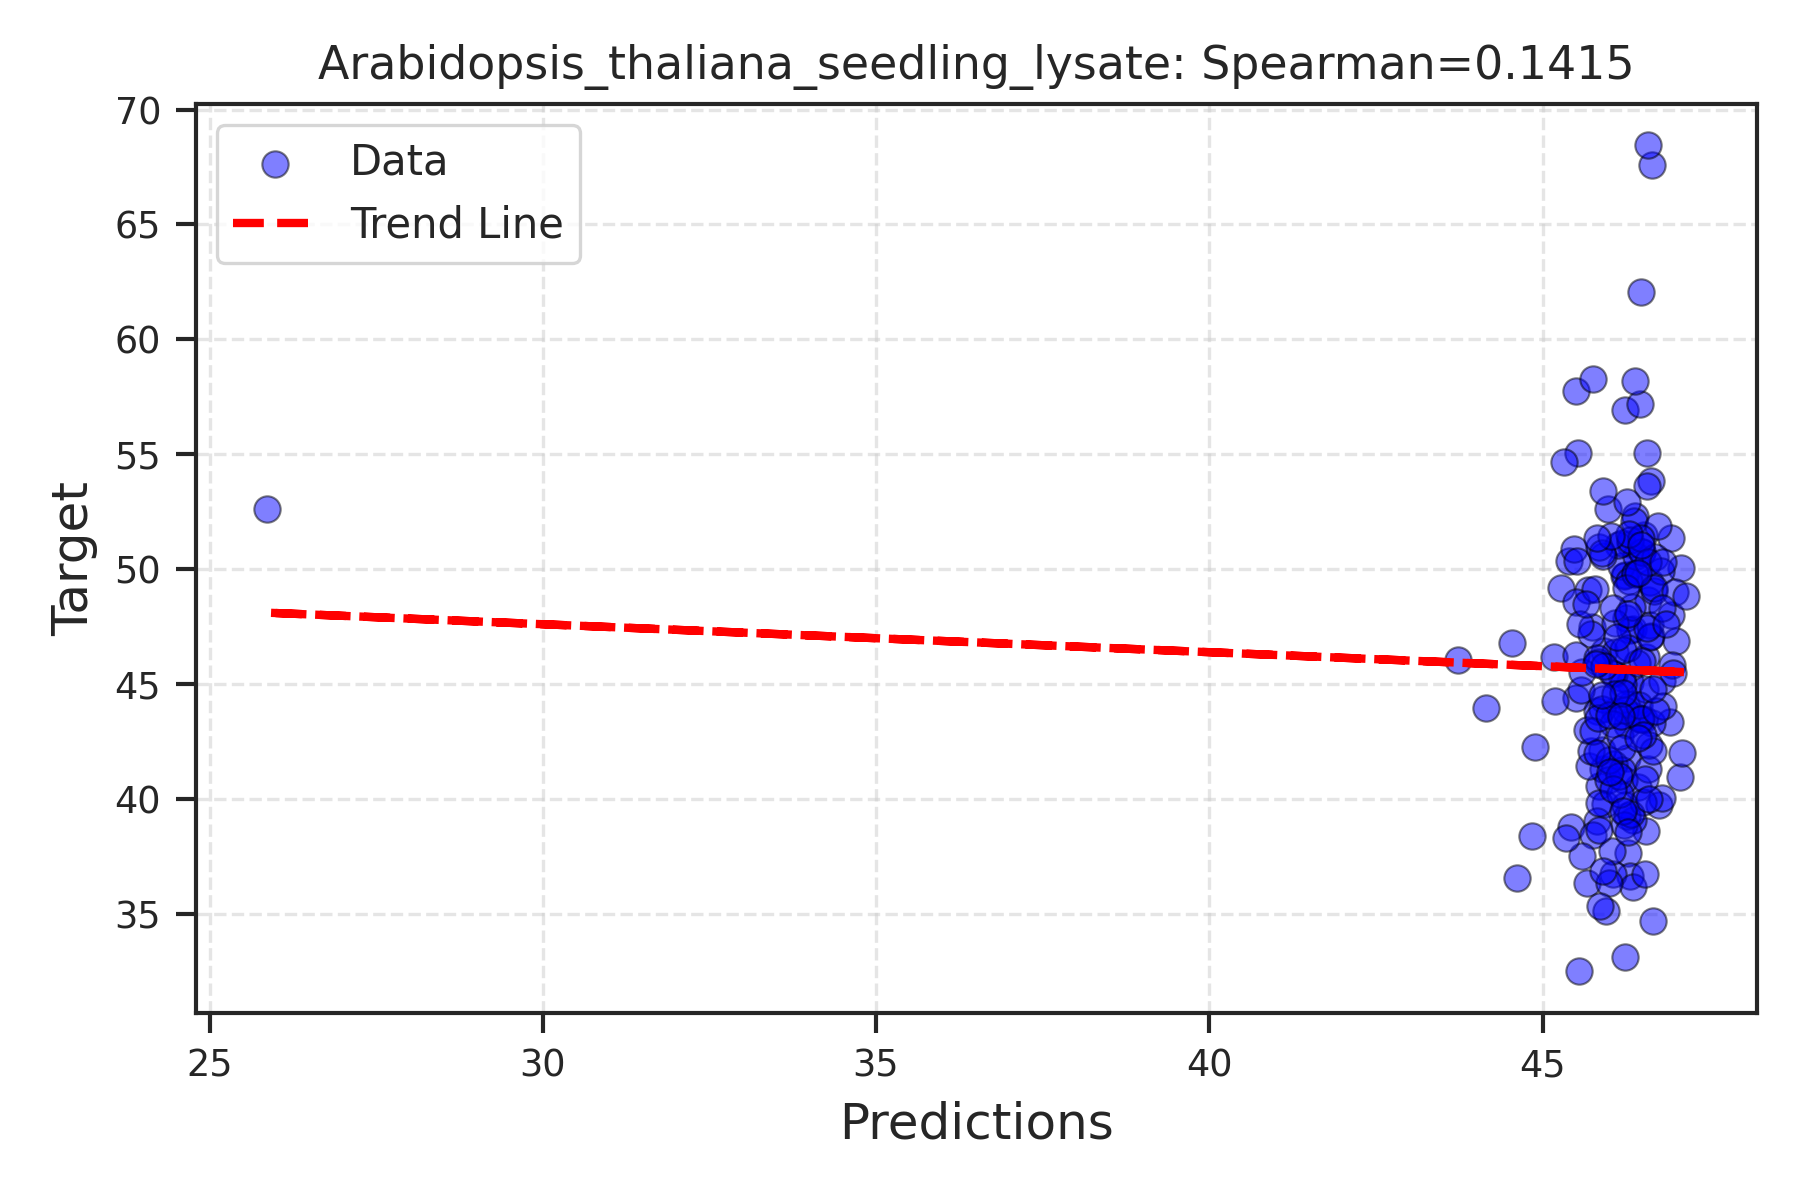 Arabidopsis_thaliana_seedling_lysate: Spearman=0.1415
Data
Trend Line
70
65
60
55
50
45
40
35
Target
25
30
35
40
45
Predictions